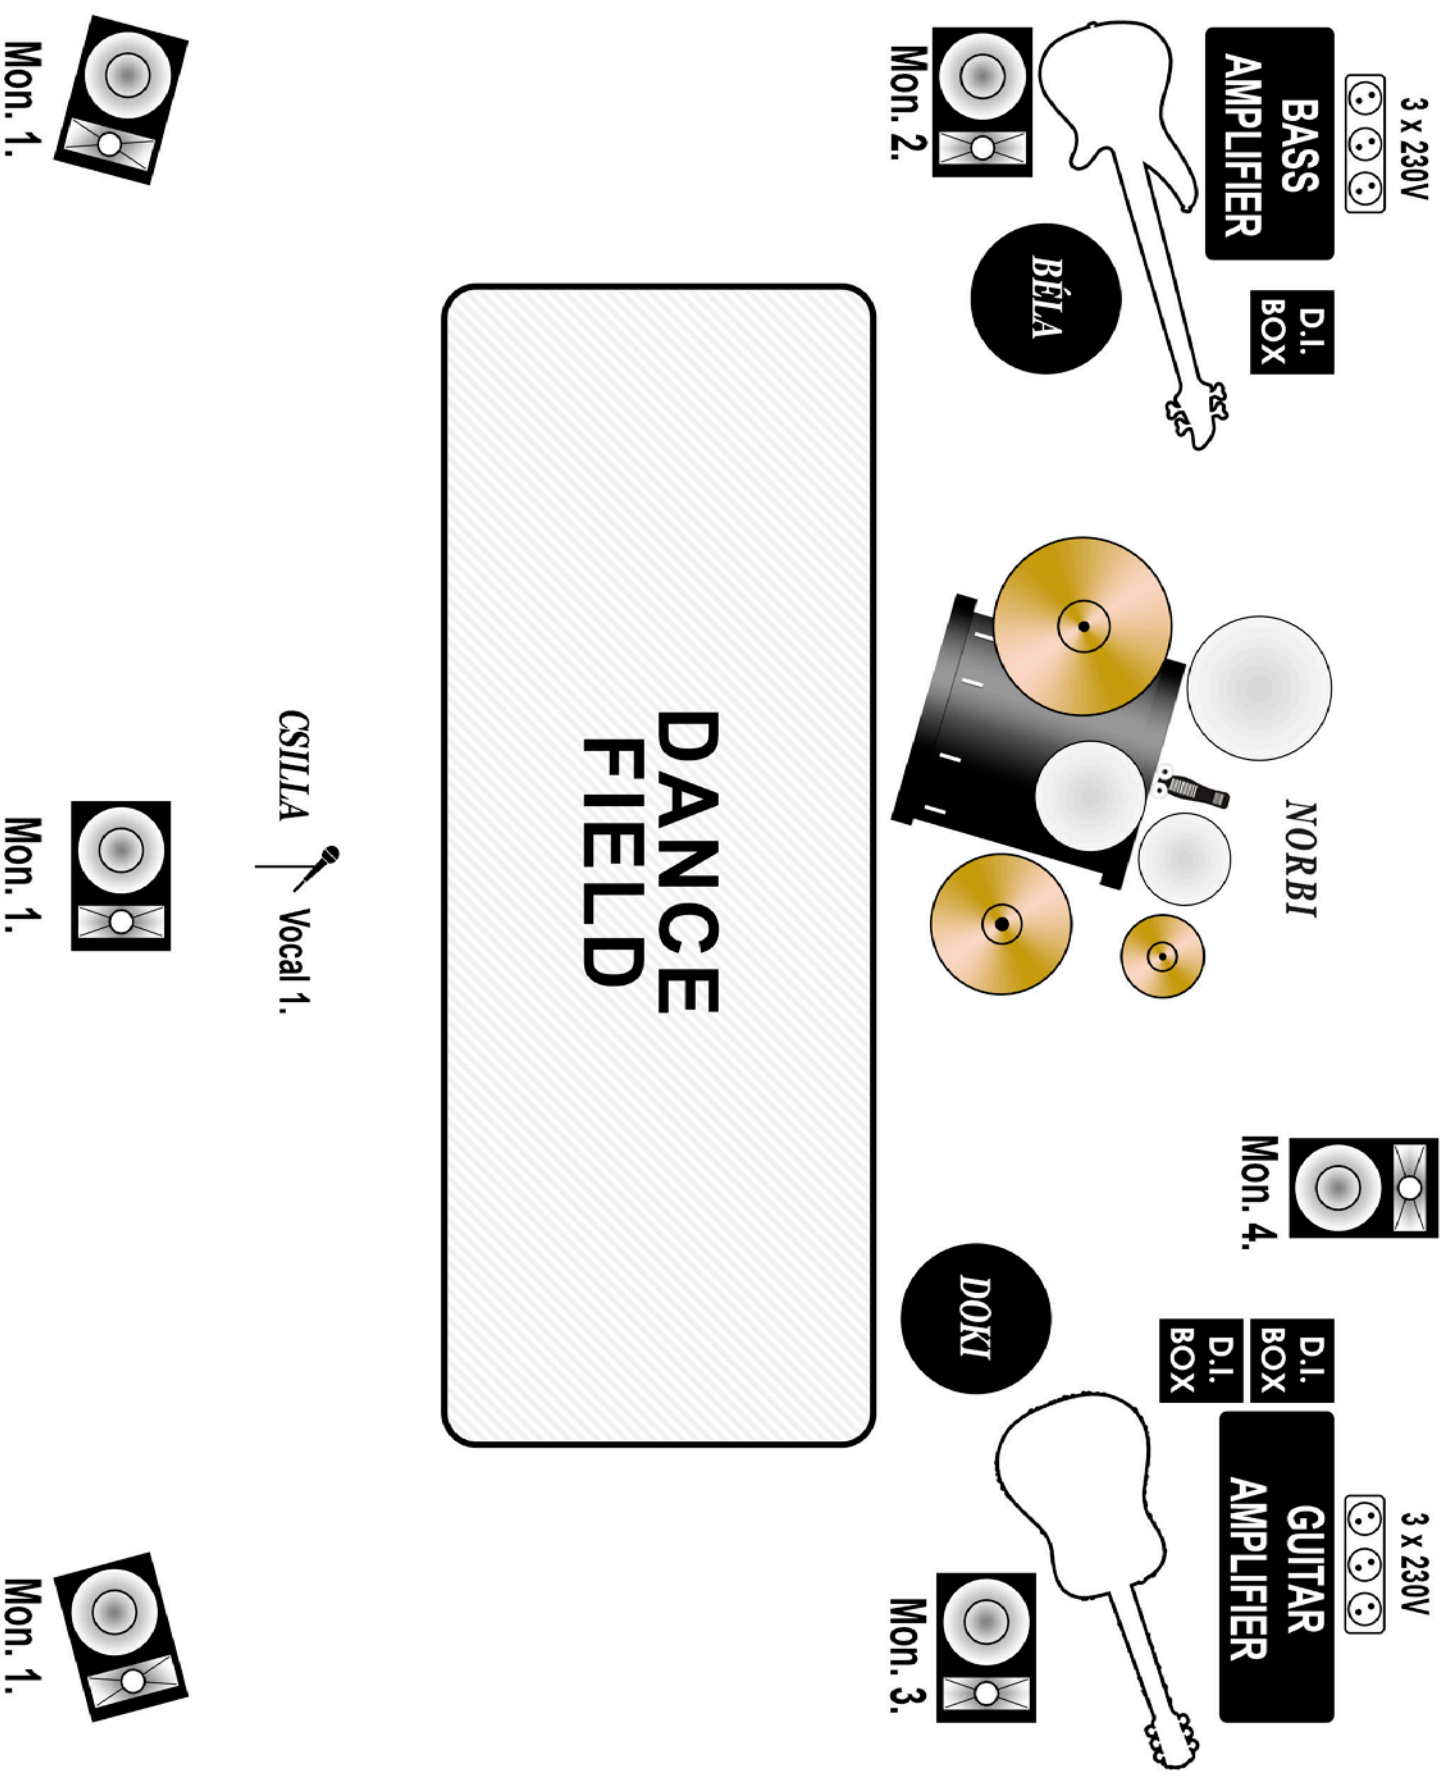 3 x 230V
3 x 230V
BASS
AMPLIFIER
D.I.
BOX
NORBI
Mon. 4.
D.I.
BOX
D.I.
BOX
GUITAR
AMPLIFIER
BÉLA
DOKI
Mon. 2.
Mon. 3.
DANCE
FIELD
CSILLA
Vocal 1.
Mon. 1.
Mon. 1.
Mon. 1.